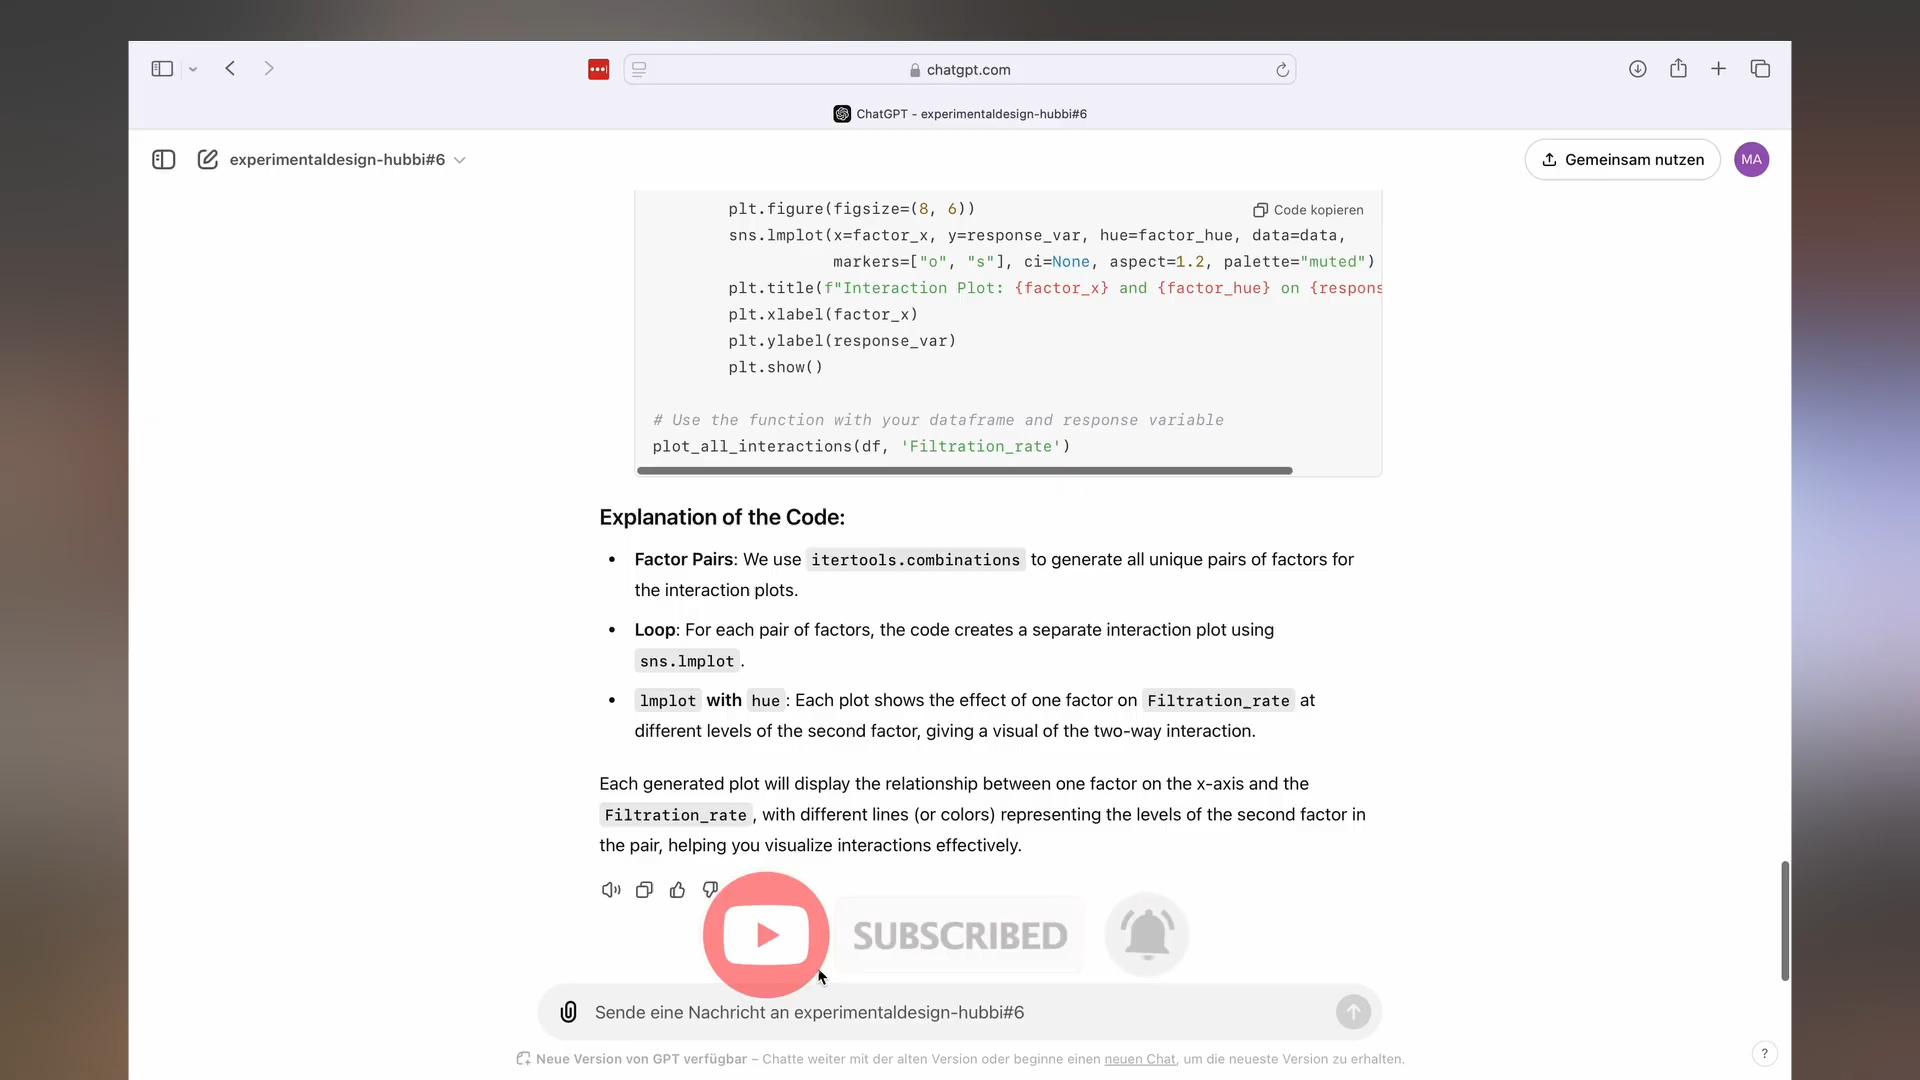 chatgpt.com
ChatGPT - experimentaldesign-hubbi#6
experimentaldesign-hubbi#6
Gemeinsam nutzen
MA
plt.figure(figsize=(8, 6))
Code kopieren
sns.lmplot(x=factor_x, y=response_var, hue=factor_hue, data=data,
markers=["o", "s"], ci=None, aspect=1.2, palette="muted")
plt.title(f"Interaction Plot: {factor_x} and {factor_hue} on {respons
plt.xlabel(factor_x)
plt.ylabel(response_var)
plt.show()
# Use the function with your dataframe and response variable
plot_all_interactions(df, 'Filtration_rate')
Explanation of the Code:
• Factor Pairs: We use itertools.combinations to generate all unique pairs of factors for
the interaction plots.
• Loop: For each pair of factors, the code creates a separate interaction plot using
sns.lmplot.
• lmplot with hue: Each plot shows the effect of one factor on Filtration_rate at
different levels of the second factor, giving a visual of the two-way interaction.
Each generated plot will display the relationship between one factor on the x-axis and the
Filtration_rate, with different lines (or colors) representing the levels of the second factor in
the pair, helping you visualize interactions effectively.
SUBSCRIBED
Sende eine Nachricht an experimentaldesign-hubbi#6
Neue Version von GPT verfügbar – Chatte weiter mit der alten Version oder beginne einen neuen Chat, um die neueste Version zu erhalten.
?